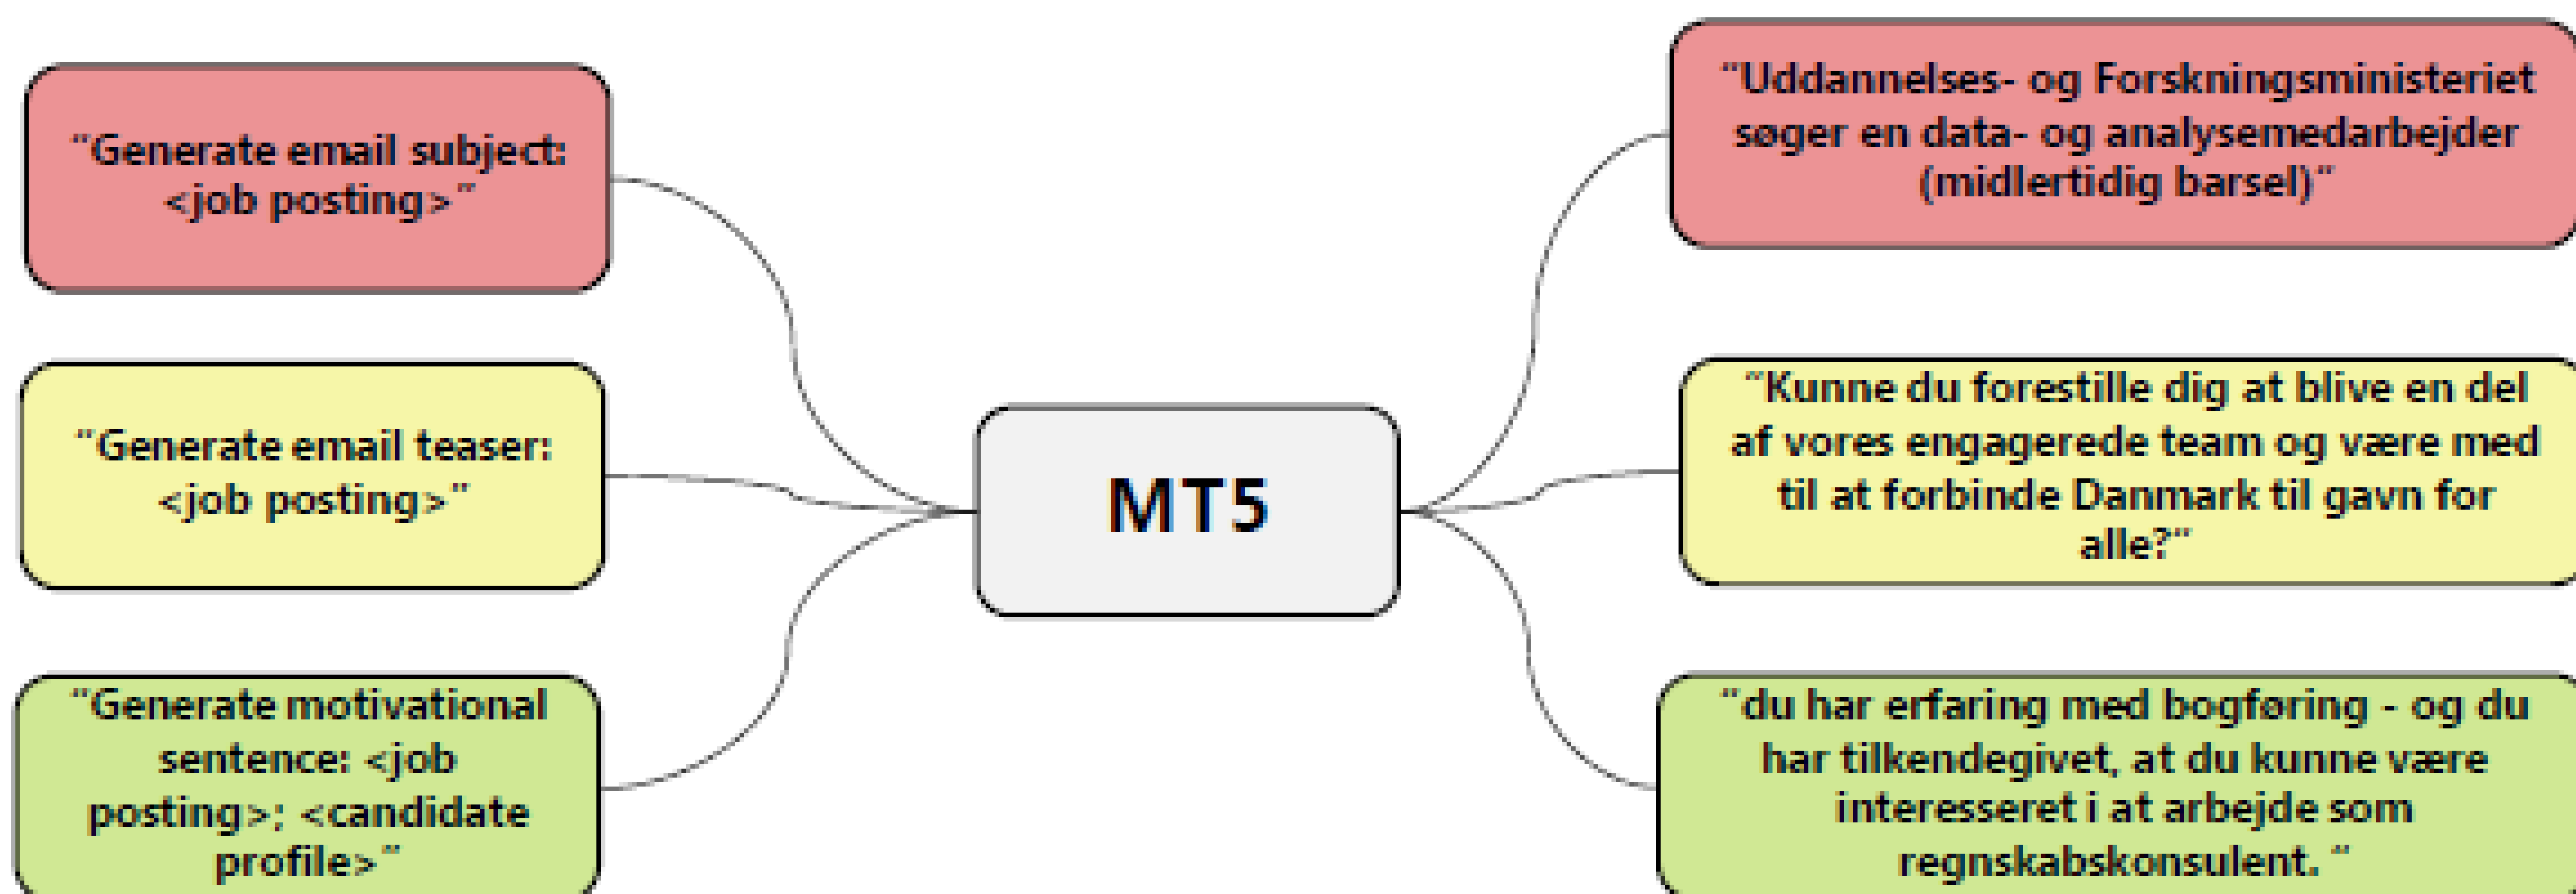 "Generate email subject:
<job posting>"
"Generate email teaser:
<job posting>"
"Generate motivational
sentence: <job
posting>; <candidate
profile>"
MT5
"Uddannelses- og Forskningsministeriet
søger en data- og analysemedarbejder
(midlertidig barsel)"
"Kunne du forestille dig at blive en del
af vores engagerede team og være med
til at forbinde Danmark til gavn for
alle?"
"du har erfaring med bogføring - og du
har tilkendegivet, at du kunne være
interesseret i at arbejde som
regnskabskonsulent. "